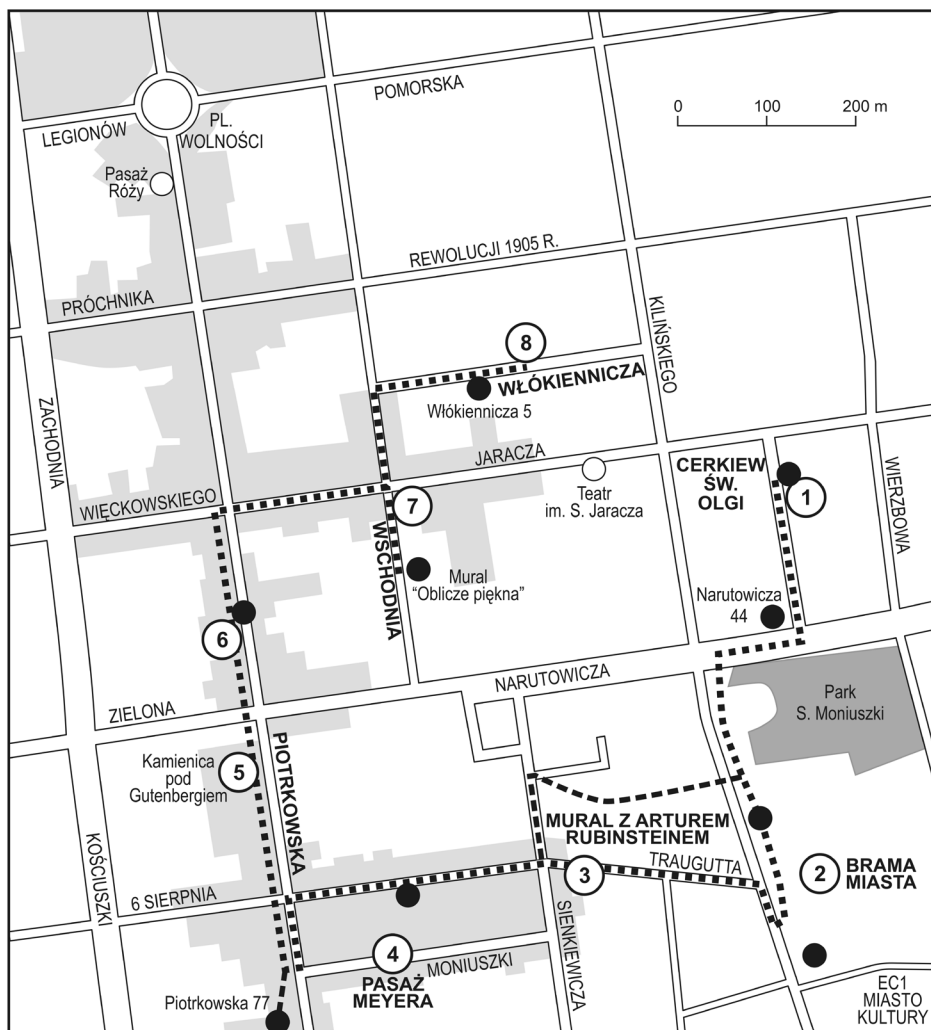 POMORSKA
0 100 200 m
LEGIONÓW
PL.
WOLNOŚCI
Pasaż
Róży
REWOLUCJI 1905 R.
PRÓCHNIKA
KILIŃSKIEGO
8
WŁÓKIENNICZA
Włókiennicza 5
ZACHODNIA
JARACZA
Teatr
im. S. Jaracza
CERKIEW
ŚW.
OLGI
1
WIERZBOWA
WIĘCKOWSKIEGO
7
WSCHODNIA
Mural
“Oblicze piękna”
Narutowicza
44
6
NARUTOWICZA
Park
S. Moniuszki
ZIELONA
PIOTRKOWSKA
Kamienica
pod
Gutenbergiem
5
MURAL Z ARTUREM
RUBINSTEINEM
TRAUGUTTA
3
2
BRAMA
MIASTA
KOŚCIUSZKI
6 SIERPNIA
SIENKIEWICZA
4
PASAŻ
MEYERA
MONIUSZKI
Piotrkowska 77
EC1
MIASTO
KULTURY